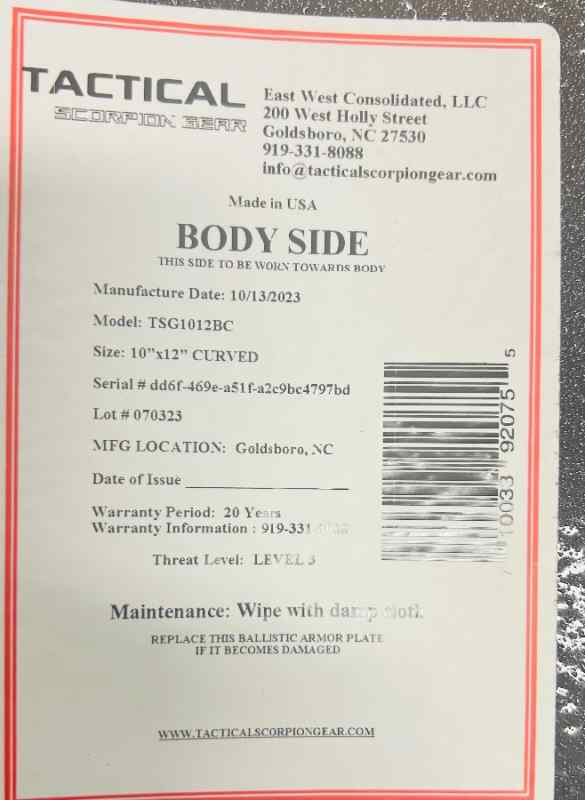 TACTICAL
SCORPION GEAR
East West Consolidated, LLC
200 West Holly Street
Goldsboro, NC 27530
919-331-8088
info@tacticalscorpiongear.com
Made in USA
BODY SIDE
THIS SIDE TO BE WORN TOWARDS BODY
Manufacture Date: 10/13/2023
Model: TSG1012BC
Size: 10”x12” CURVED
Serial # dd6f-469e-a51f-a2c9bc4797bd
Lot # 070323
MFG LOCATION: Goldsboro, NC
Date of Issue
Warranty Period: 20 Years
Warranty Information : 919-331
Threat Level: LEVEL 3
Maintenance: Wipe with damp cloth
REPLACE THIS BALLISTIC ARMOR PLATE
IF IT BECOMES DAMAGED
WWW.TACTICALSCORPIONGEAR.COM
92075 5